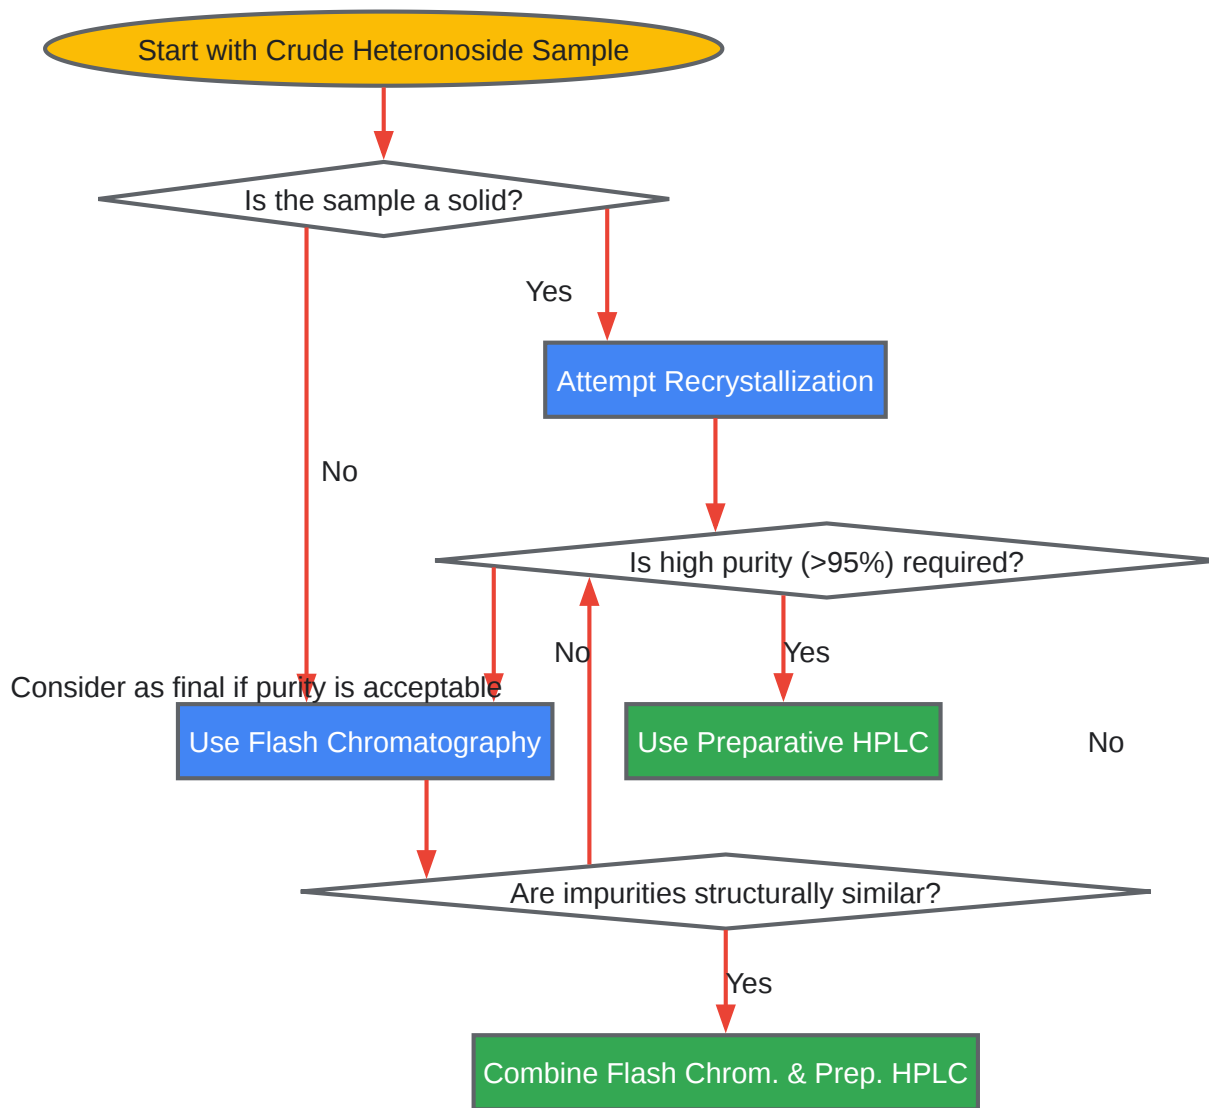 Start with Crude Heteronoside Sample
Is the sample a solid?
Yes
Attempt Recrystallization
No
Is high purity (>95%) required?
No
Yes
Consider as final if purity is acceptable
Use Flash Chromatography
Use Preparative HPLC
No
Are impurities structurally similar?
Yes
Combine Flash Chrom. & Prep. HPLC